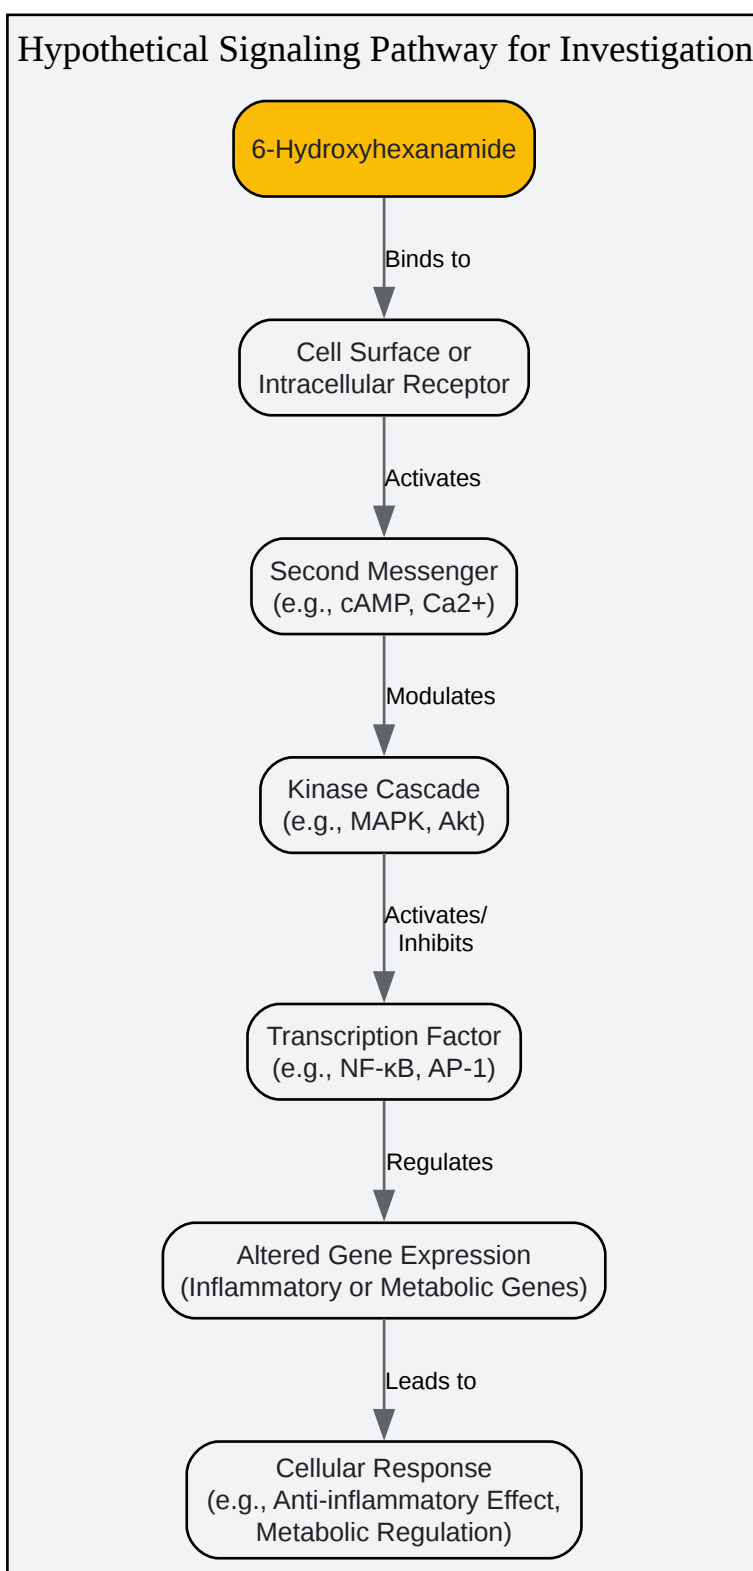 Hypothetical Signaling Pathway for Investigation
6-Hydroxyhexanamide
Binds to
Cell Surface or
Intracellular Receptor
Activates
Second Messenger
(e.g., cAMP, Ca2+)
Modulates
Kinase Cascade
(e.g., MAPK, Akt)
Activates/
Inhibits
Transcription Factor
(e.g., NF-κB, AP-1)
Regulates
Altered Gene Expression
(Inflammatory or Metabolic Genes)
Leads to
Cellular Response
(e.g., Anti-inflammatory Effect,
Metabolic Regulation)